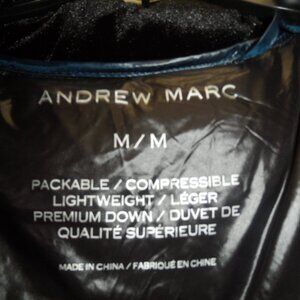 ANDREW MARC
M/M
PACKABLE / COMPRESSIBLE
LIGHTWEIGHT / LÉGER
PREMIUM DOWN / DUVET DE
QUALITÉ SUPÉRIEURE
MADE IN CHINA / FABRIQUÉ EN CHINE